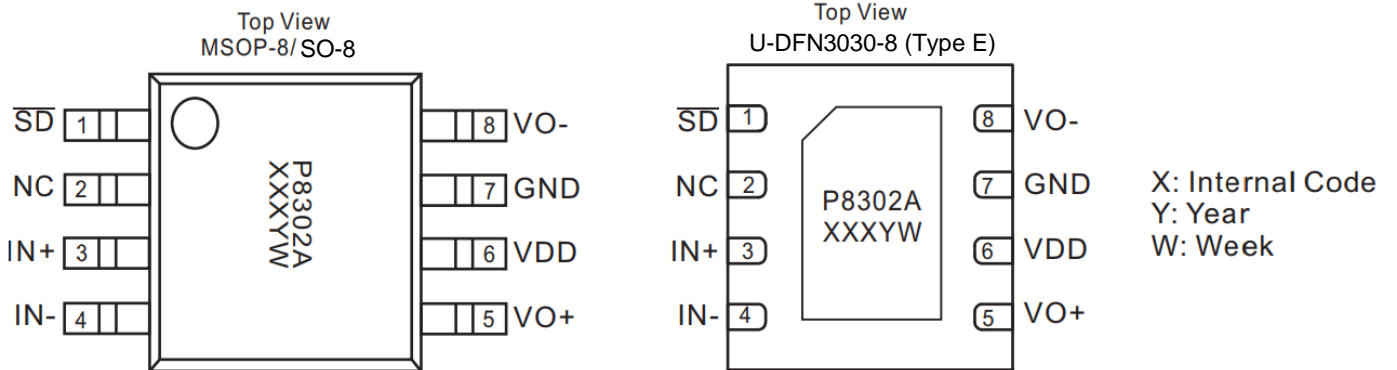 Top View
MSOP-8/ SO-8
SD
1
8
VO-
NC
2
7
GND
IN+
3
6
VDD
IN-
4
5
VO+
P8302A
XXXYW
Top View
U-DFN3030-8 (Type E)
SD
1
8
VO-
NC
2
7
GND
IN+
3
6
VDD
IN-
4
5
VO+
P8302A
XXXYW
X: Internal Code
Y: Year
W: Week